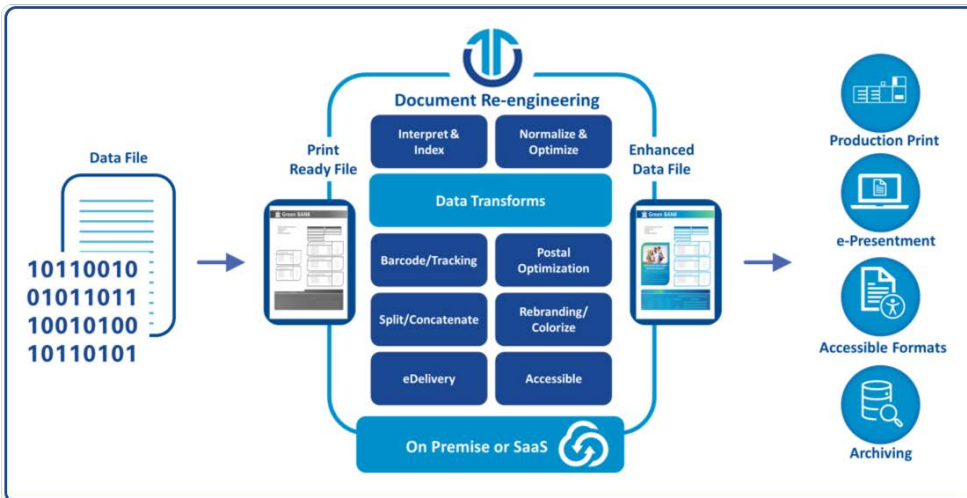 Data File
10110010
01011011
10010100
10110101
Print
Ready File
Green BANK
Document Re-engineering
Interpret &
Index
Normalize &
Optimize
Data Transforms
Barcode/Tracking
Postal
Optimization
Split/Concatenate
Rebranding/
Colorize
eDelivery
Accessible
On Premise or SaaS
Enhanced
Data File
Green BANK
Production Print
e-Presentment
Accessible Formats
Archiving